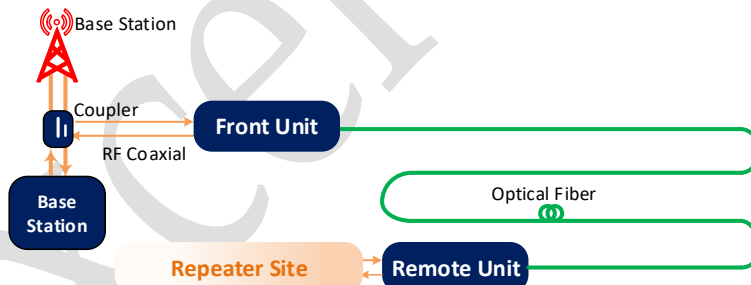 Base Station
Coupler
Front Unit
RF Coaxial
Optical Fiber
Base
Station
Repeater Site
Remote Unit